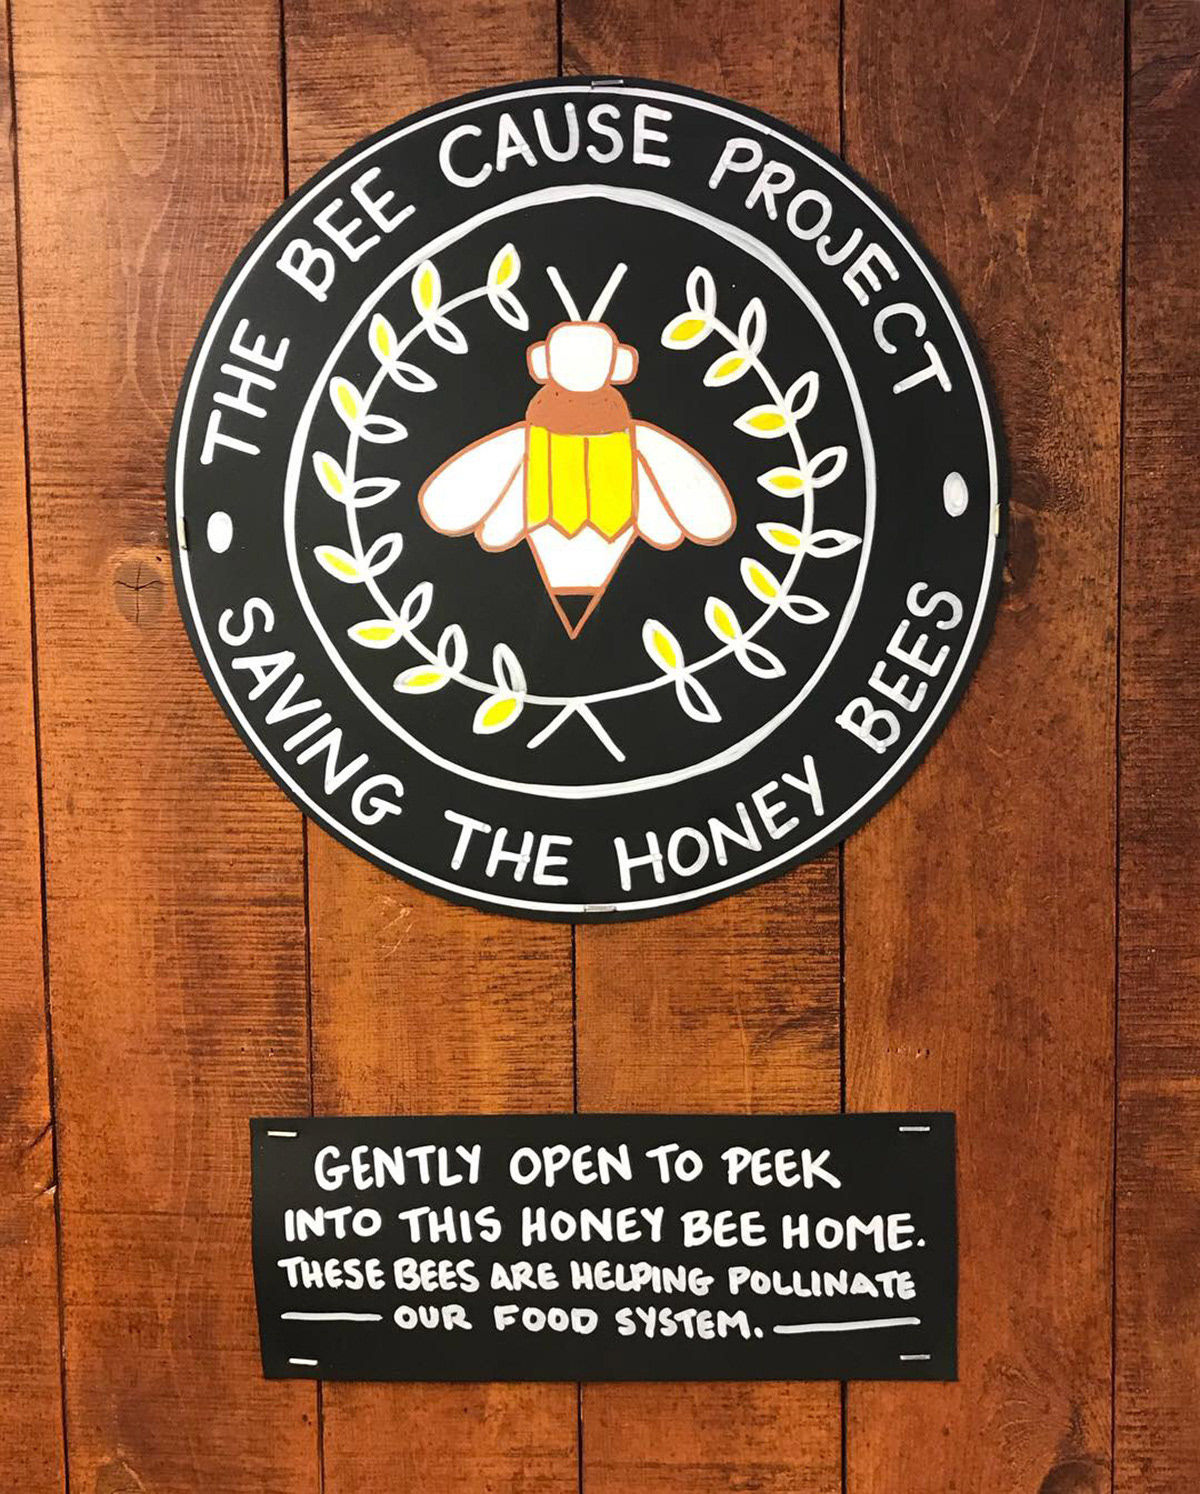 THE BEE CAUSE PROJECT
SAVING THE HONEY BEES
GENTLY OPEN TO PEEK
INTO THIS HONEY BEE HOME.
THESE BEES ARE HELPING POLLINATE
OUR FOOD SYSTEM.